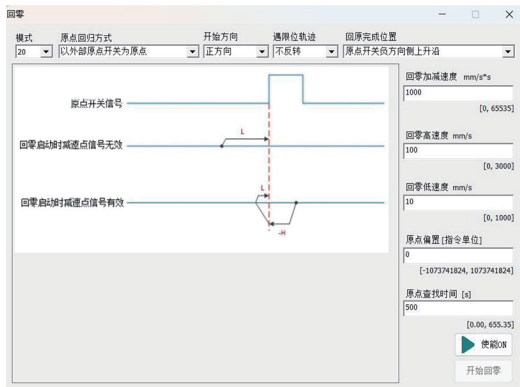 回零
模式 原点回归方式 开始方向 遇限位轨迹 回原完成位置
20 以外部原点开关为原点 正方向 不反转 原点开关负方向侧上升沿
原点开关信号
L
回零启动时减速点信号无效
L
回零启动时减速点信号有效
-H
回零加减速度 mm/s*s
1000
[0, 65535]
回零高速度 mm/s
100
[0, 3000]
回零低速度 mm/s
10
[0, 1000]
原点偏置[指令单位]
0
[-1073741824, 1073741824]
原点查找时间 [s]
500
[0.00, 655.35]
使能ON
开始回零